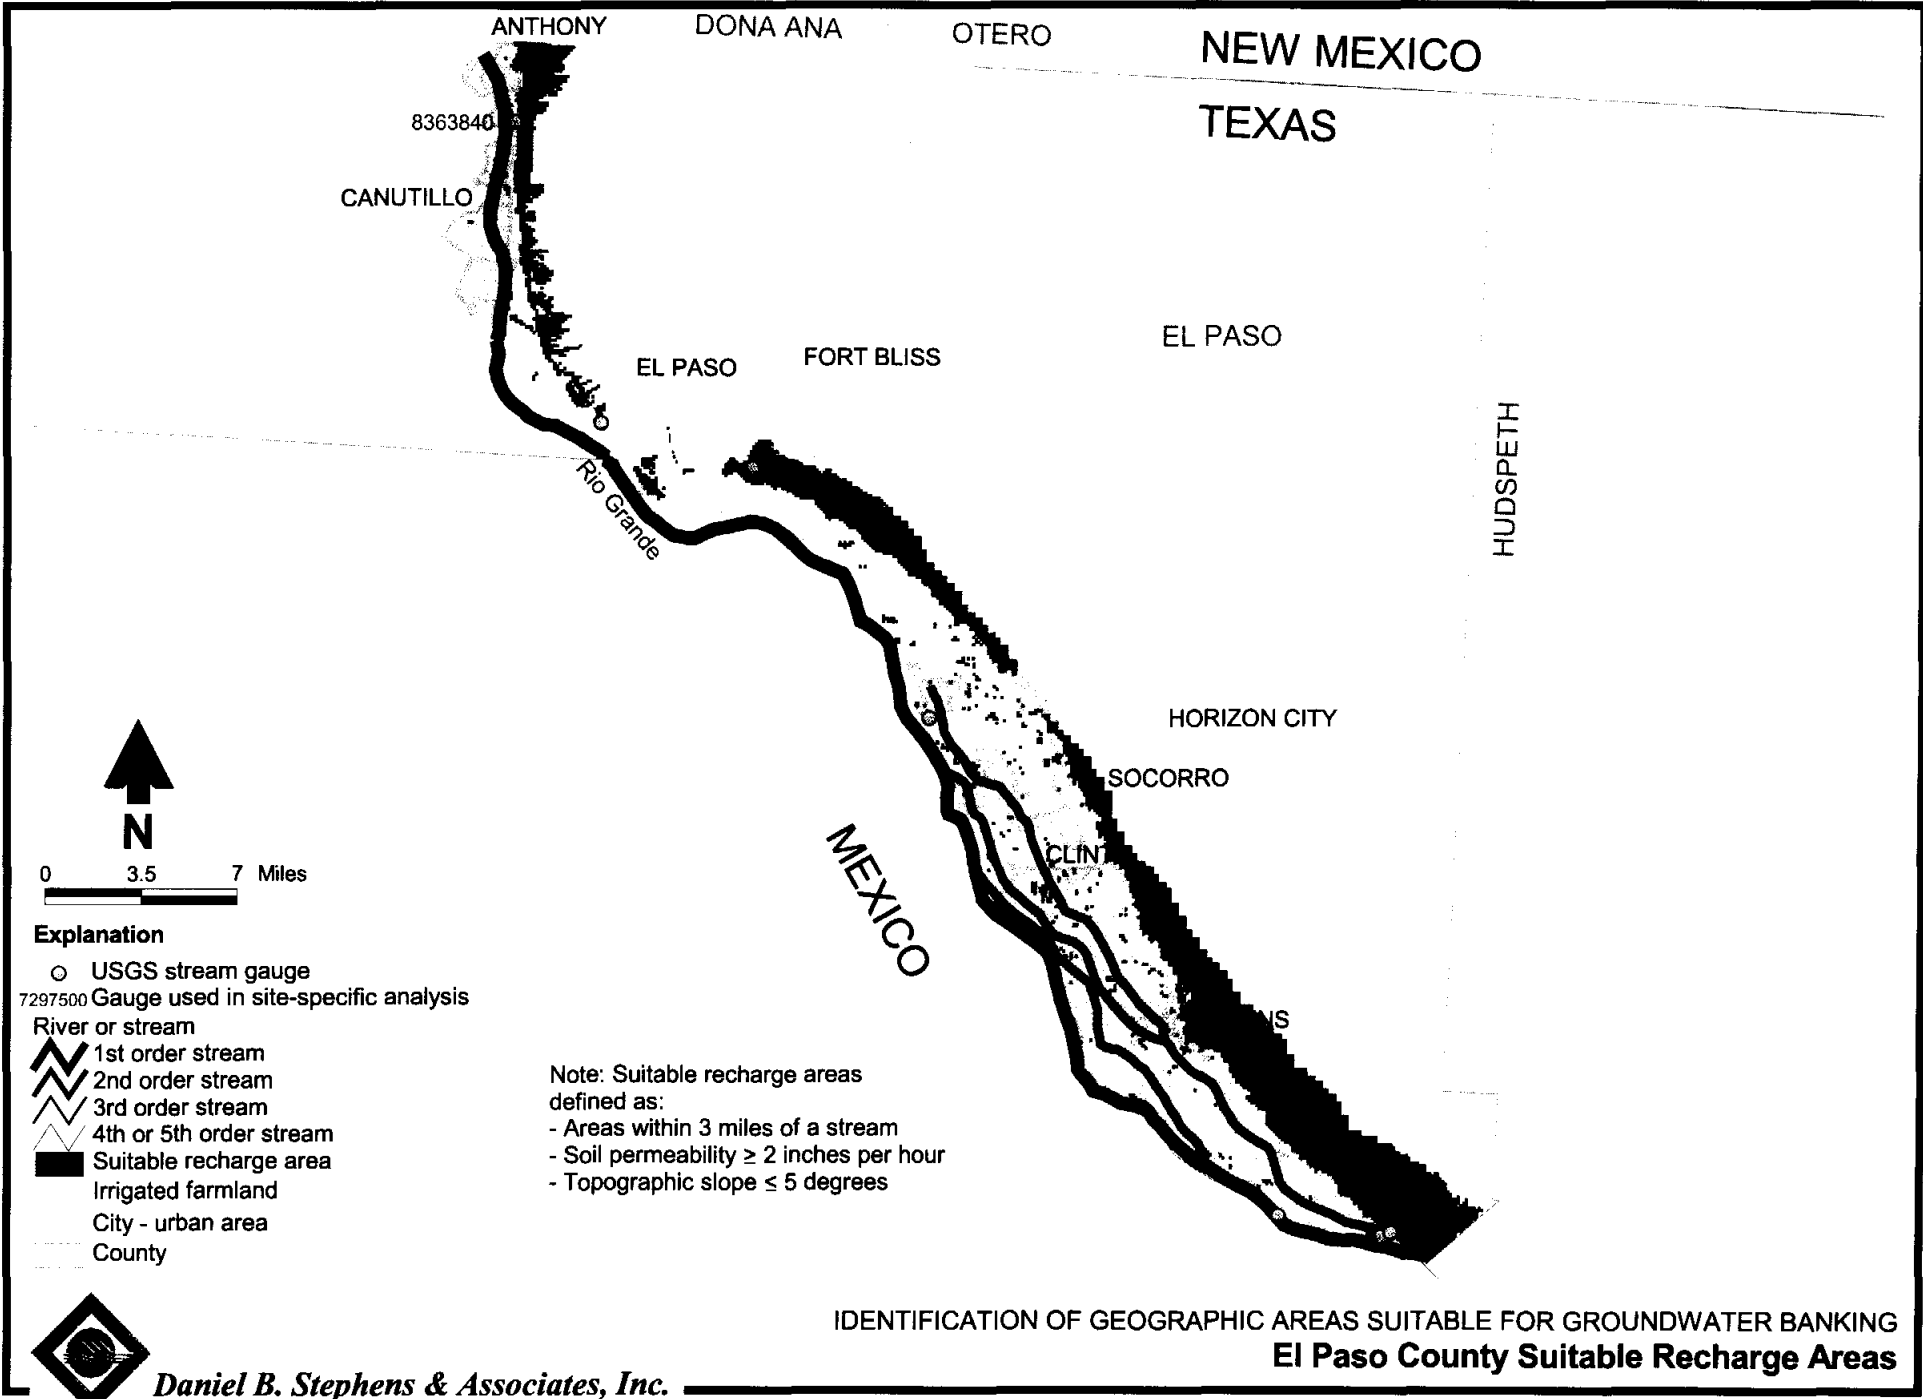 ANTHONY
DONA ANA
OTERO
NEW MEXICO
TEXAS
8363840
CANUTILLO
EL PASO
FORT BLISS
EL PASO
HUDSPETH
Rio Grande
HORIZON CITY
SOCORRO
MEXICO
CLINT
NS
N
0 3.5 7 Miles
Explanation
USGS stream gauge
7297500 Gauge used in site-specific analysis
River or stream
1st order stream
2nd order stream
3rd order stream
4th or 5th order stream
Suitable recharge area
Irrigated farmland
City - urban area
County
Note: Suitable recharge areas
defined as:
- Areas within 3 miles of a stream
- Soil permeability ≥ 2 inches per hour
- Topographic slope ≤ 5 degrees
IDENTIFICATION OF GEOGRAPHIC AREAS SUITABLE FOR GROUNDWATER BANKING
El Paso County Suitable Recharge Areas
Daniel B. Stephens & Associates, Inc.